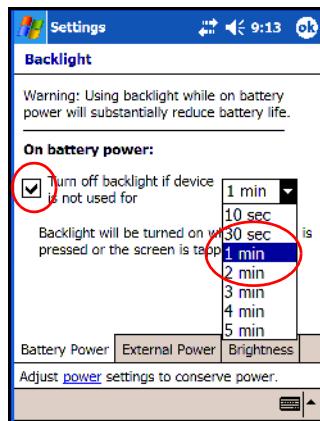 Settings 9:13 ok
Backlight
Warning: Using backlight while on battery
power will substantially reduce battery life.
On battery power:
Turn off backlight if device
is not used for
1 min
10 sec
30 sec
1 min
2 min
3 min
4 min
5 min
Backlight will be turned on is
pressed or the screen is
Battery Power External Power Brightness
Adjust power settings to conserve power.